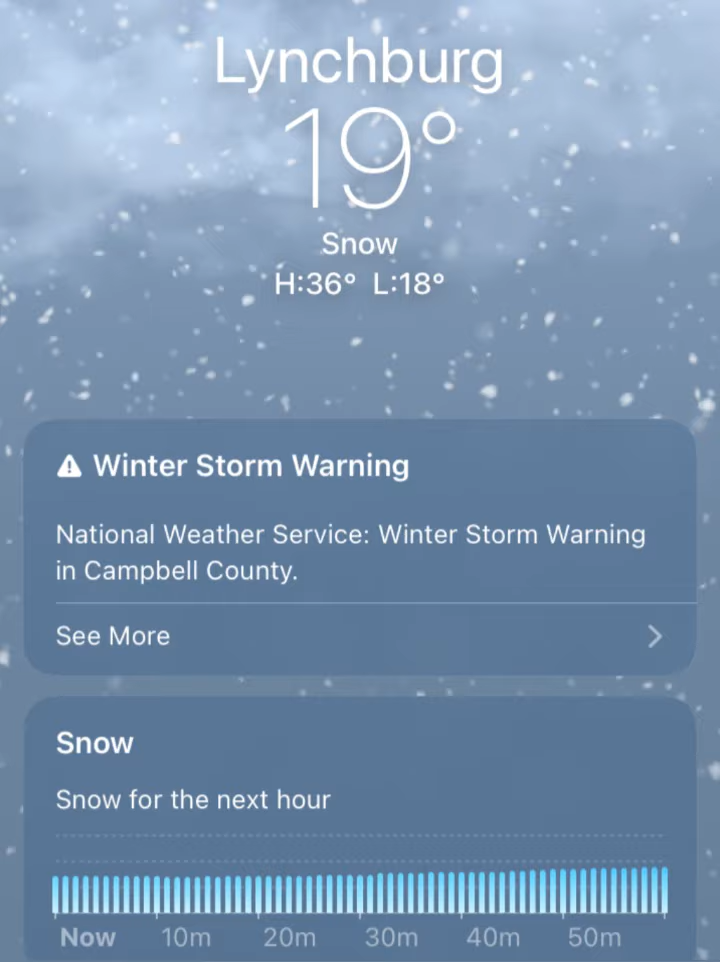 Lynchburg
19°
Snow
H:36° L:18°
Winter Storm Warning
National Weather Service: Winter Storm Warning
in Campbell County.
See More
Snow
Snow for the next hour
Now 10m 20m 30m 40m 50m